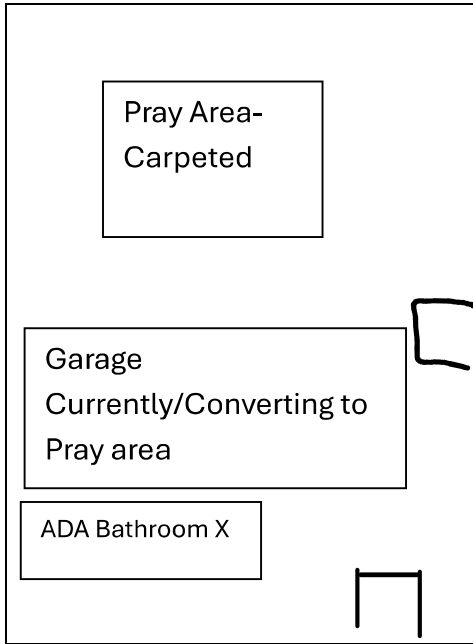 Pray Area-
Carpeted
Garage
Currently/Converting to
Pray area
ADA Bathroom X